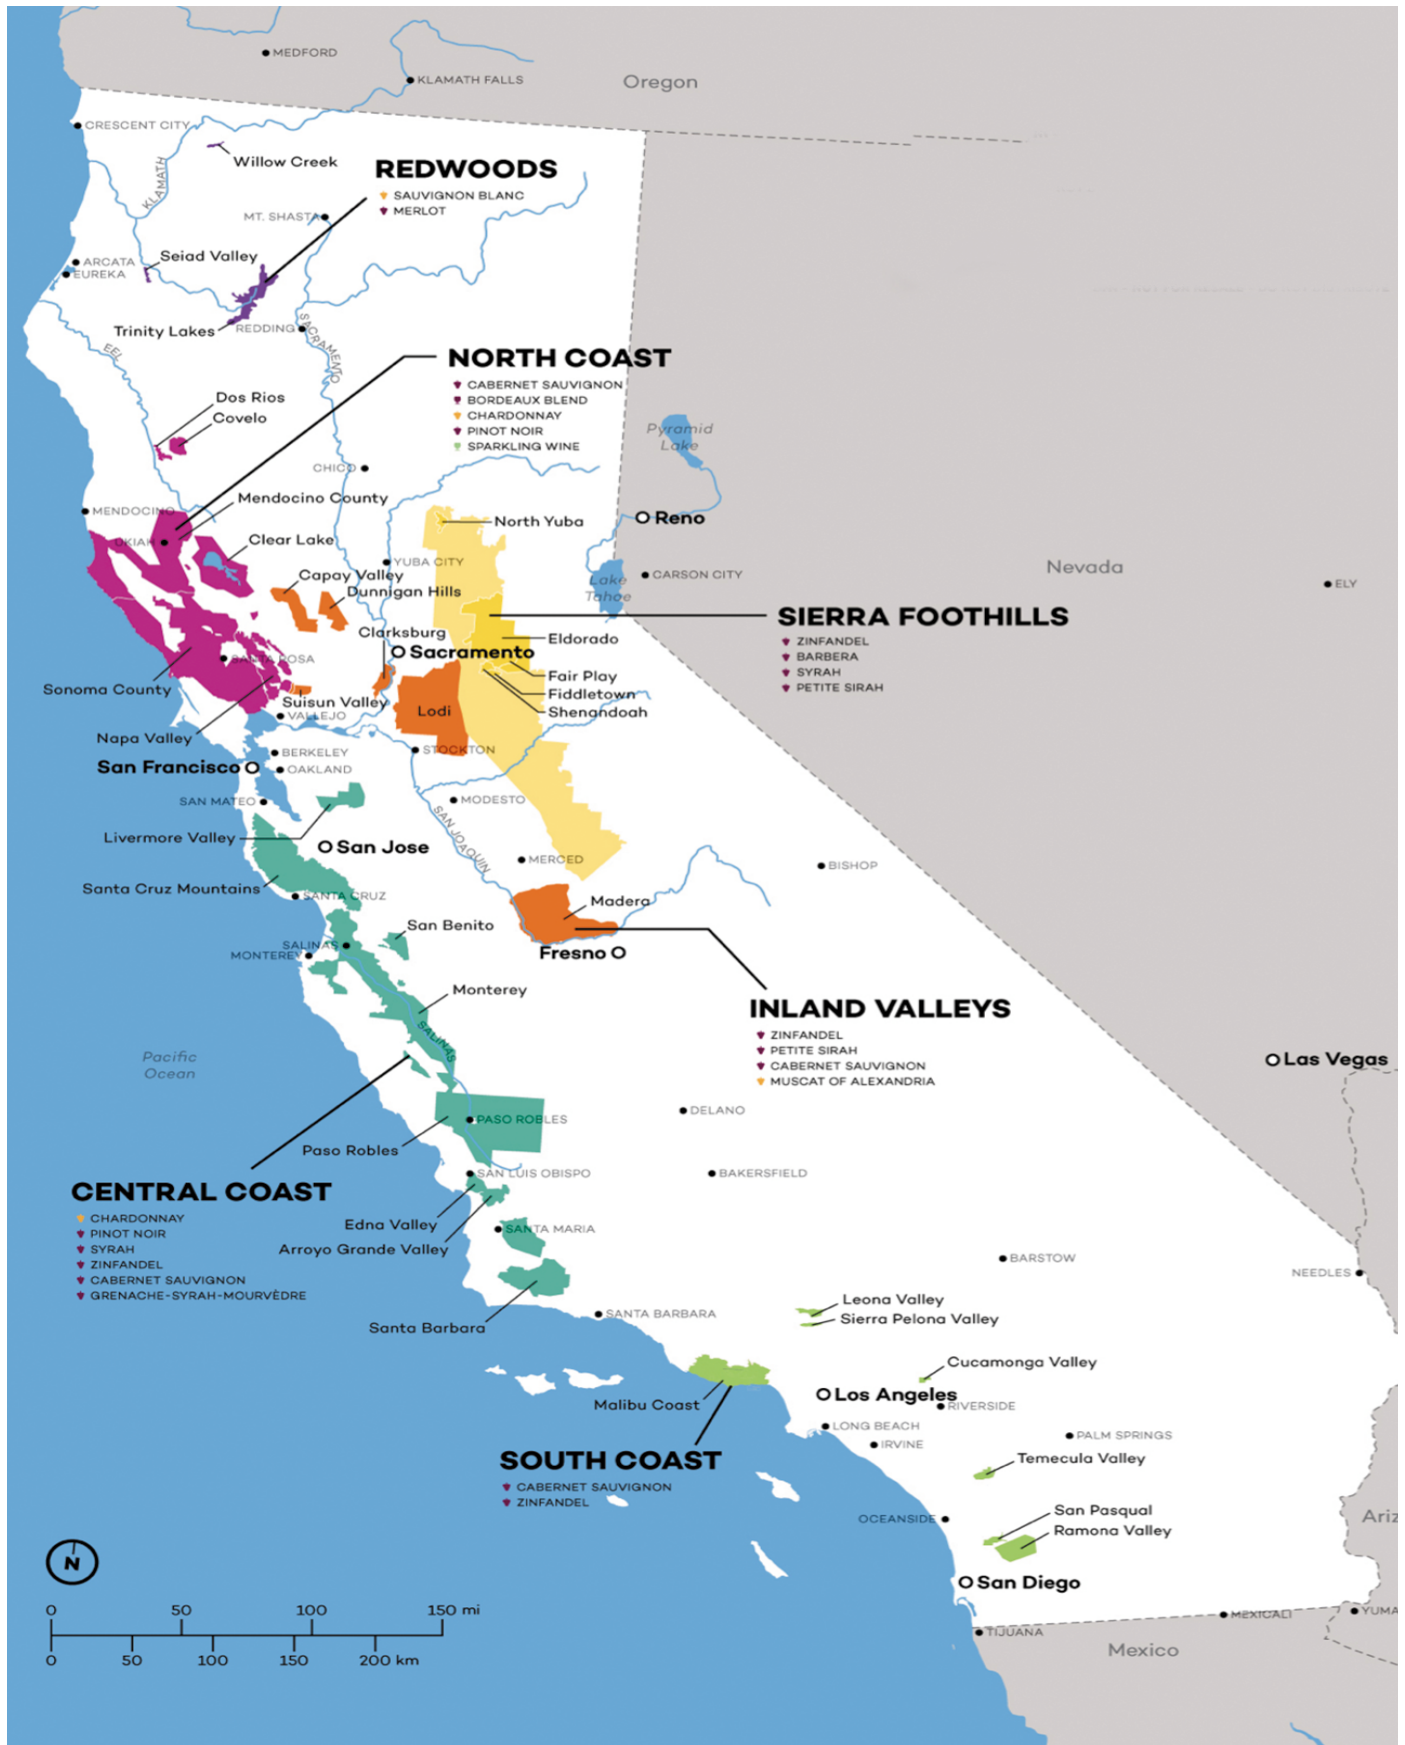 MEDFORD
KLAMATH FALLS
Oregon
CRESCENT CITY
Willow Creek
KLAMATH
REDWOODS
SAUVIGNON BLANC
MERLOT
MT. SHASTA
Seiad Valley
ARCATA
EUREKA
Trinity Lakes
REDDING
SACRAMENTO
EEL
NORTH COAST
CABERNET SAUVIGNON
BORDEAUX BLEND
CHARDONNAY
PINOT NOIR
SPARKLING WINE
Dos Rios
Covelo
Pyramid
Lake
CHICO
Mendocino County
MENDOCINO
North Yuba
Reno
UKIAH
Clear Lake
YUBA CITY
Capay Valley
Dunnigan Hills
Lake
Tahoe
CARSON CITY
Nevada
ELY
SIERRA FOOTHILLS
ZINFANDEL
BARBERA
SYRAH
PETITE SIRAH
Clarksburg
Eldorado
Sacramento
SANTA ROSA
Fair Play
Fiddletown
Shenandoah
Sonoma County
Suisun Valley
Lodi
VALLEJO
Napa Valley
BERKELEY
STOCKTON
San Francisco
OAKLAND
SAN MATEO
MODESTO
SAN JOAQUIN
Livermore Valley
San Jose
MERCED
BISHOP
Santa Cruz Mountains
SANTA CRUZ
Madera
San Benito
SALINAS
MONTEREY
Fresno
Monterey
INLAND VALLEYS
ZINFANDEL
PETITE SIRAH
CABERNET SAUVIGNON
MUSCAT OF ALEXANDRIA
SALINAS
Pacific
Ocean
Las Vegas
DELANO
PASO ROBLES
Paso Robles
SAN LUIS OBISPO
BAKERSFIELD
CENTRAL COAST
CHARDONNAY
PINOT NOIR
SYRAH
ZINFANDEL
CABERNET SAUVIGNON
GRENACHE-SYRAH-MOURVÈDRE
Edna Valley
SANTA MARIA
Arroyo Grande Valley
BARSTOW
NEEDLES
Leona Valley
Sierra Pelona Valley
SANTA BARBARA
Santa Barbara
Cucamonga Valley
Malibu Coast
Los Angeles
RIVERSIDE
LONG BEACH
IRVINE
PALM SPRINGS
SOUTH COAST
CABERNET SAUVIGNON
ZINFANDEL
Temecula Valley
San Pasqual
Ramona Valley
OCEANSIDE
Ariz
San Diego
N
0 50 100 150 mi
0 50 100 150 200 km
MEXICALI
YUMA
TIJUANA
Mexico